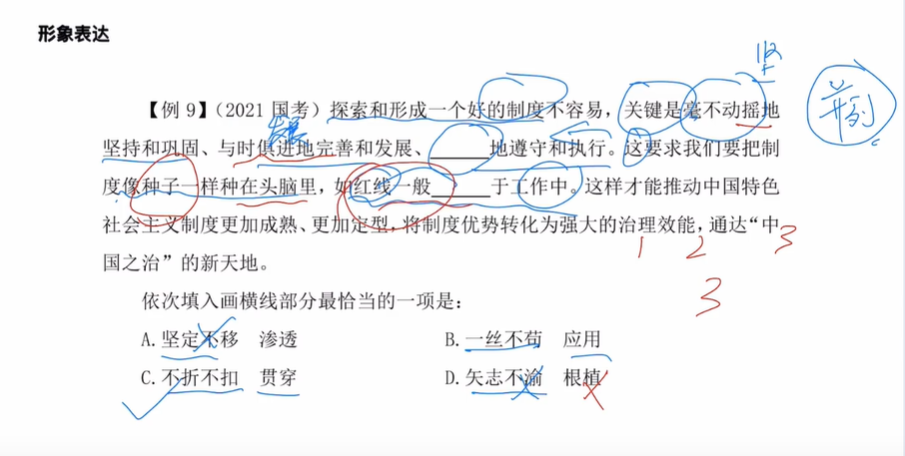 形象表达
坚
【例 9】（2021 国考）探索和形成一个好的制度不容易，关键是毫不动摇地
并列
发展
坚持和巩固、与时俱进地完善和发展、______地遵守和执行。这要求我们要把制
度像种子一样种在头脑里，如红线一般______于工作中。这样才能推动中国特色
社会主义制度更加成熟、更加定型，将制度优势转化为强大的治理效能，通达“中
国之治”的新天地。
1 2 3
3
依次填入画横线部分最恰当的一项是：
A. 坚定不移 渗透 B. 一丝不苟 应用
C. 不折不扣 贯穿 D. 矢志不渝 根植